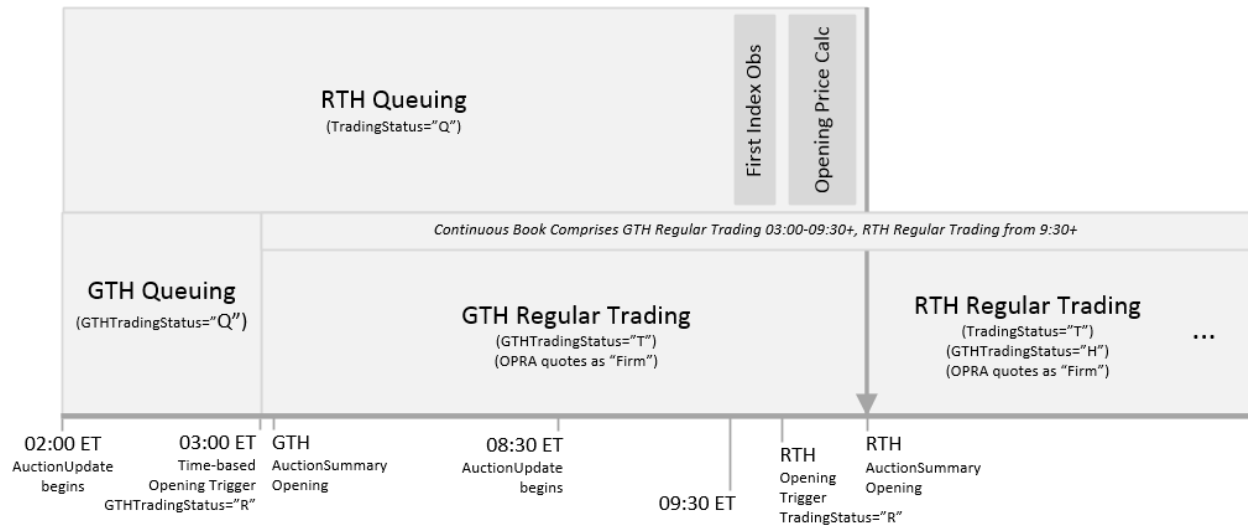 RTH Queuing
(TradingStatus=”Q”)
First Index Obs
Opening Price Calc
Continuous Book Comprises GTH Regular Trading 03:00-09:30+, RTH Regular Trading from 9:30+
GTH Queuing
(GTHTradingStatus=”Q”)
GTH Regular Trading
(GTHTradingStatus=”T”)
(OPRA quotes as “Firm”)
RTH Regular Trading
(TradingStatus=”T”)
(GTHTradingStatus=”H”)
(OPRA quotes as “Firm”)
...
02:00 ET
AuctionUpdate
begins
03:00 ET
Time-based
Opening Trigger
GTHTradingStatus=”R”
GTH
AuctionSummary
Opening
08:30 ET
AuctionUpdate
begins
09:30 ET
RTH
Opening
Trigger
TradingStatus=”R”
RTH
AuctionSummary
Opening